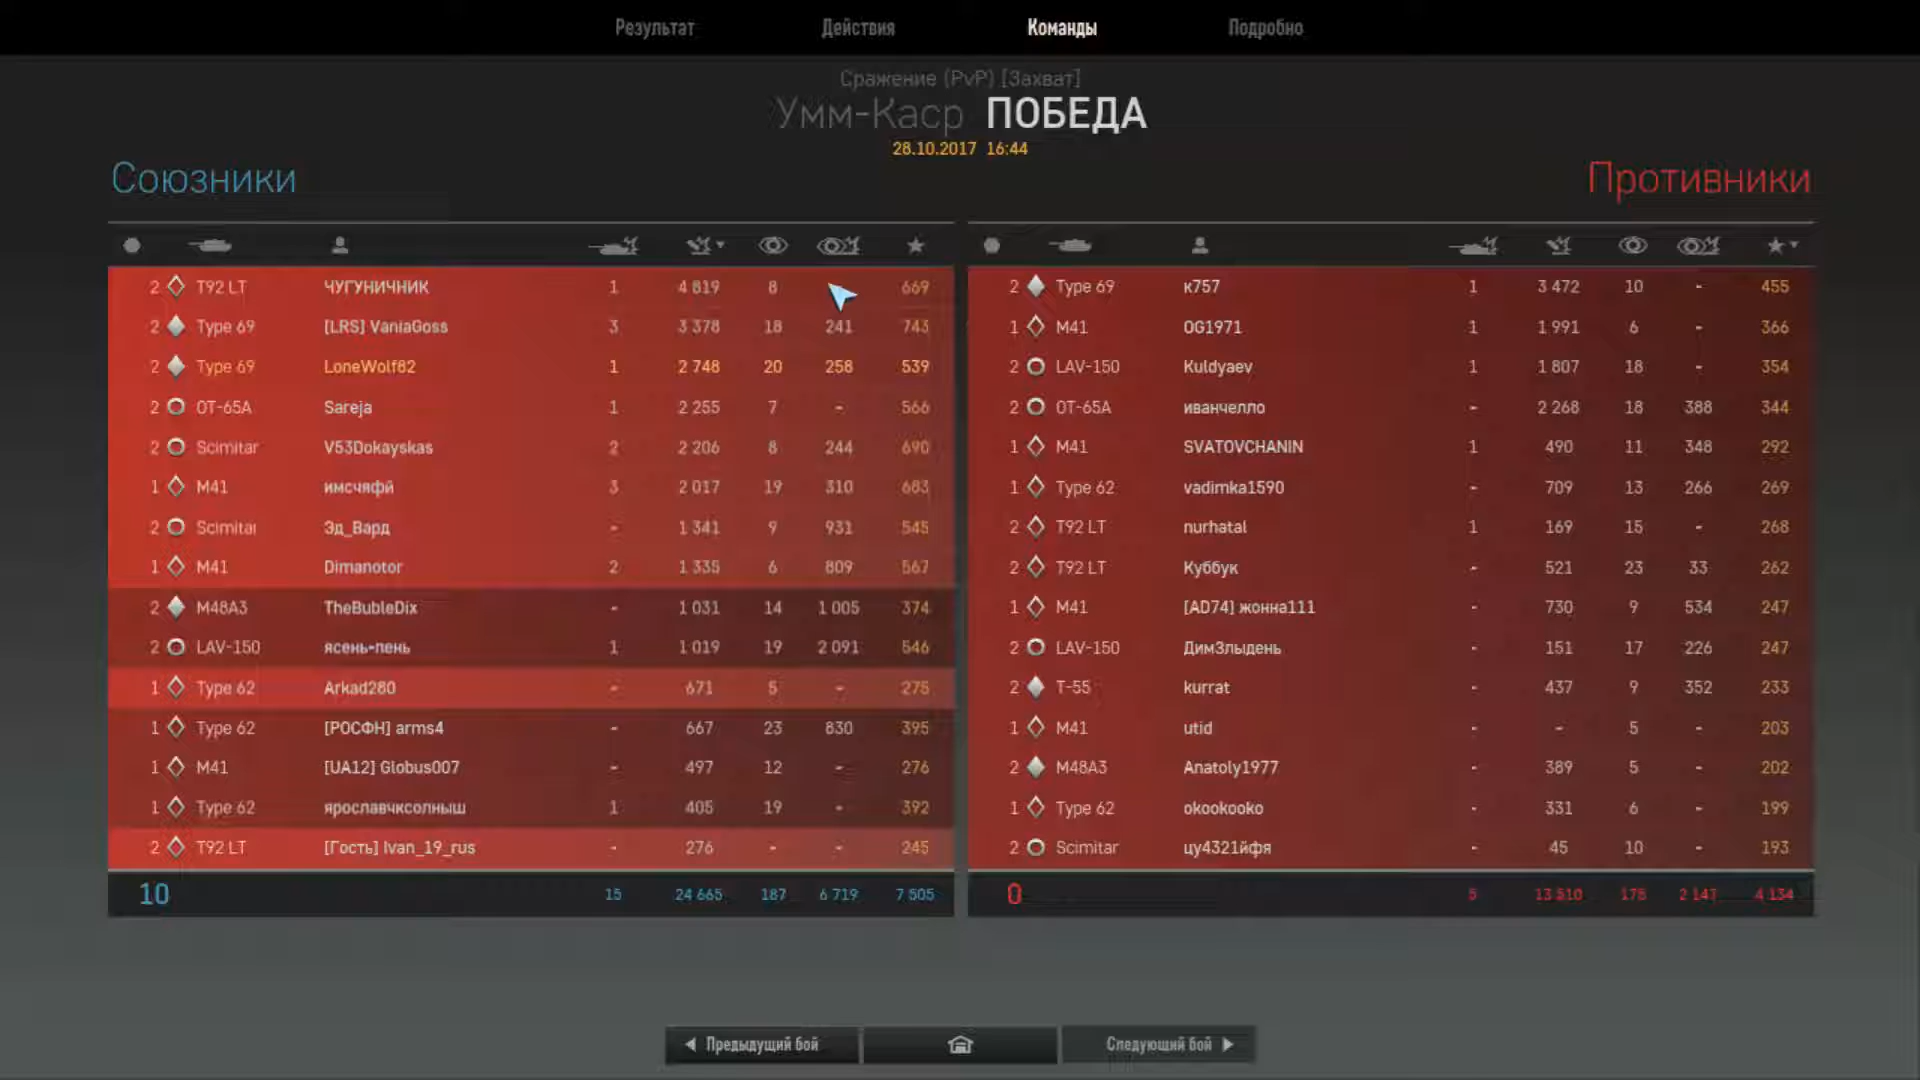 Результат Действия Команды Подробно
Сражение (PvP) [Захват]
Умм-Каср ПОБЕДА
28.10.2017 16:44
Союзники
2 T92 LT ЧУГУНИЧНИК 1 4 819 8 669
2 Type 69 [LRS] VaniaGoss 3 3 378 18 241 743
2 Type 69 LoneWolf82 1 2 748 20 258 539
2 OT-65A Sareja 1 2 255 7 - 566
2 Scimitar V53Dokayskas 2 2 206 8 244 690
1 M41 имсчяфй 3 2 017 19 310 683
2 Scimitar Эд_Вард - 1 341 9 931 545
1 M41 Dimanotor 2 1 335 6 809 567
2 M48A3 TheBubleDix - 1 031 14 1 005 374
2 LAV-150 ясень-пень 1 1 019 19 2 091 546
1 Type 62 Arkad280 - 671 5 - 275
1 Type 62 [РОСФН] arms4 - 667 23 830 395
1 M41 [UA12] Globus007 - 497 12 - 276
1 Type 62 ярославчксолныш 1 405 19 - 392
2 T92 LT [Гость] Ivan_19_rus - 276 - - 245
10 15 24 665 187 6 719 7 505
Противники
2 Type 69 к757 1 3 472 10 - 455
1 M41 OG1971 1 1 991 6 - 366
2 LAV-150 Kuldyaev 1 1 807 18 - 354
2 OT-65A иванчелло - 2 268 18 388 344
1 M41 SVATOVCHANIN 1 490 11 348 292
1 Type 62 vadimka1590 - 709 13 266 269
2 T92 LT nurhatal 1 169 15 - 268
2 T92 LT Куббук - 521 23 33 262
1 M41 [AD74] жонна111 - 730 9 534 247
2 LAV-150 ДимЗлыдень - 151 17 226 247
2 T-55 kurrat - 437 9 352 233
1 M41 utid - - 5 - 203
2 M48A3 Anatoly1977 - 389 5 - 202
1 Type 62 okookooko - 331 6 - 199
2 Scimitar цу4321йфя - 45 10 - 193
0 5 13 510 175 2 147 4 134
Предыдущий бой Следующий бой